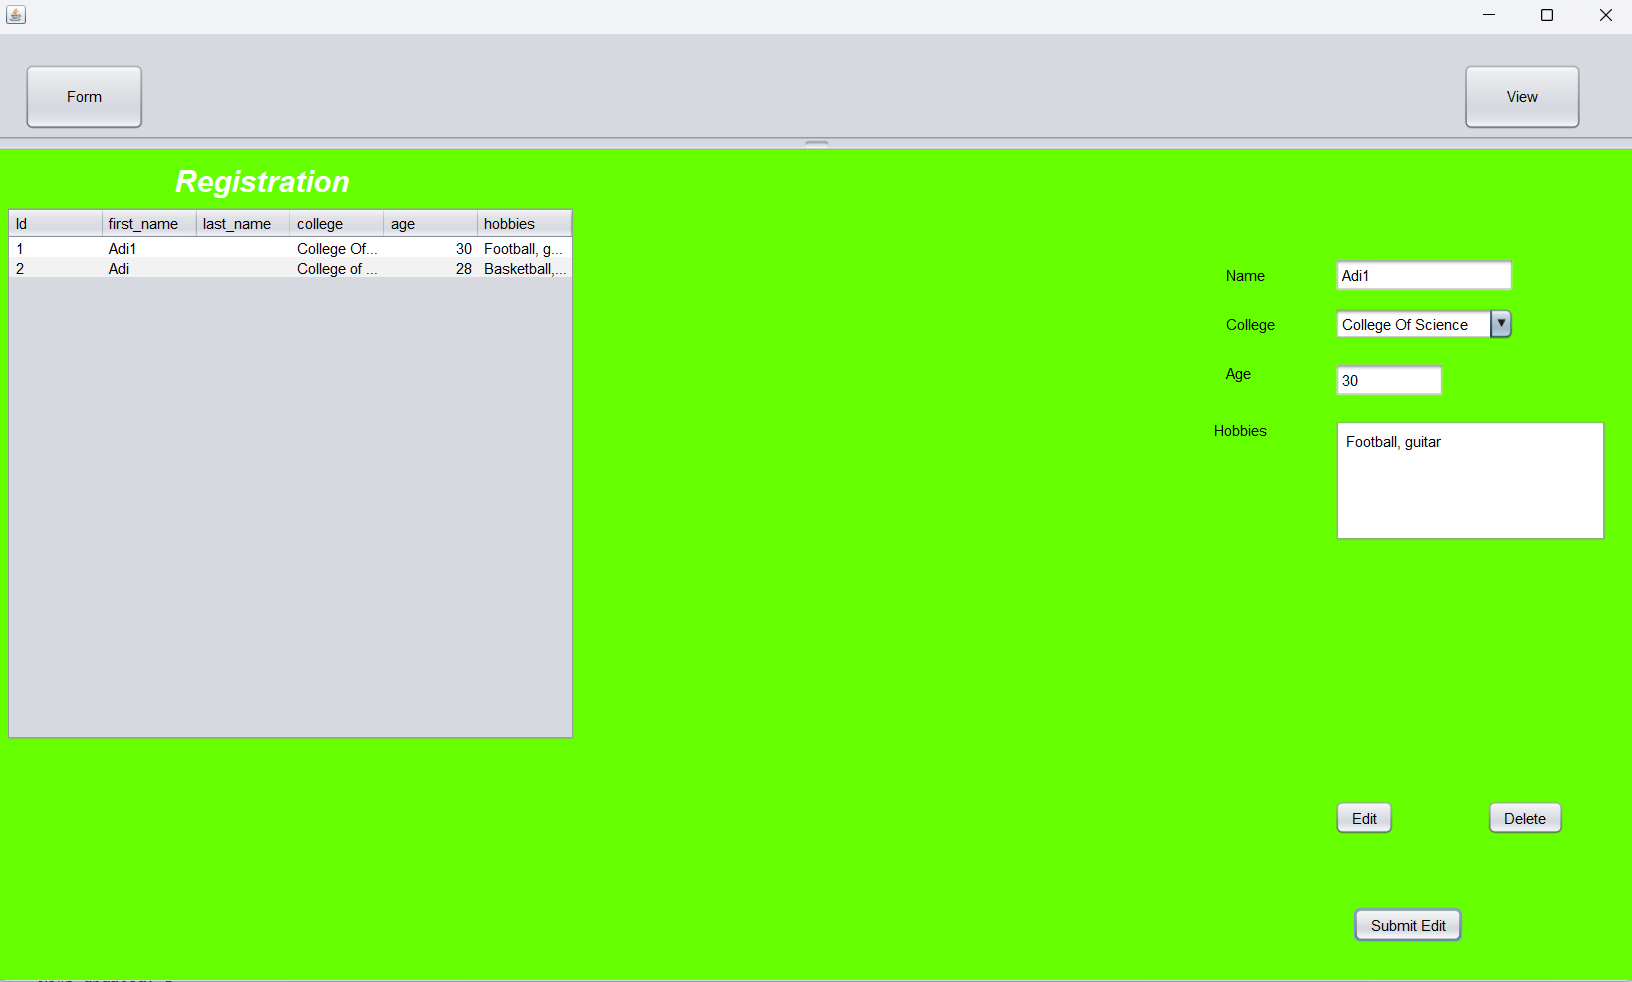 Form
View
Registration
Id first_name last_name college age hobbies
1 Adi1 College Of... 30 Football, g...
2 Adi College of ... 28 Basketball,...
Name Adi1
College College Of Science
Age 30
Hobbies Football, guitar
Edit Delete
Submit Edit